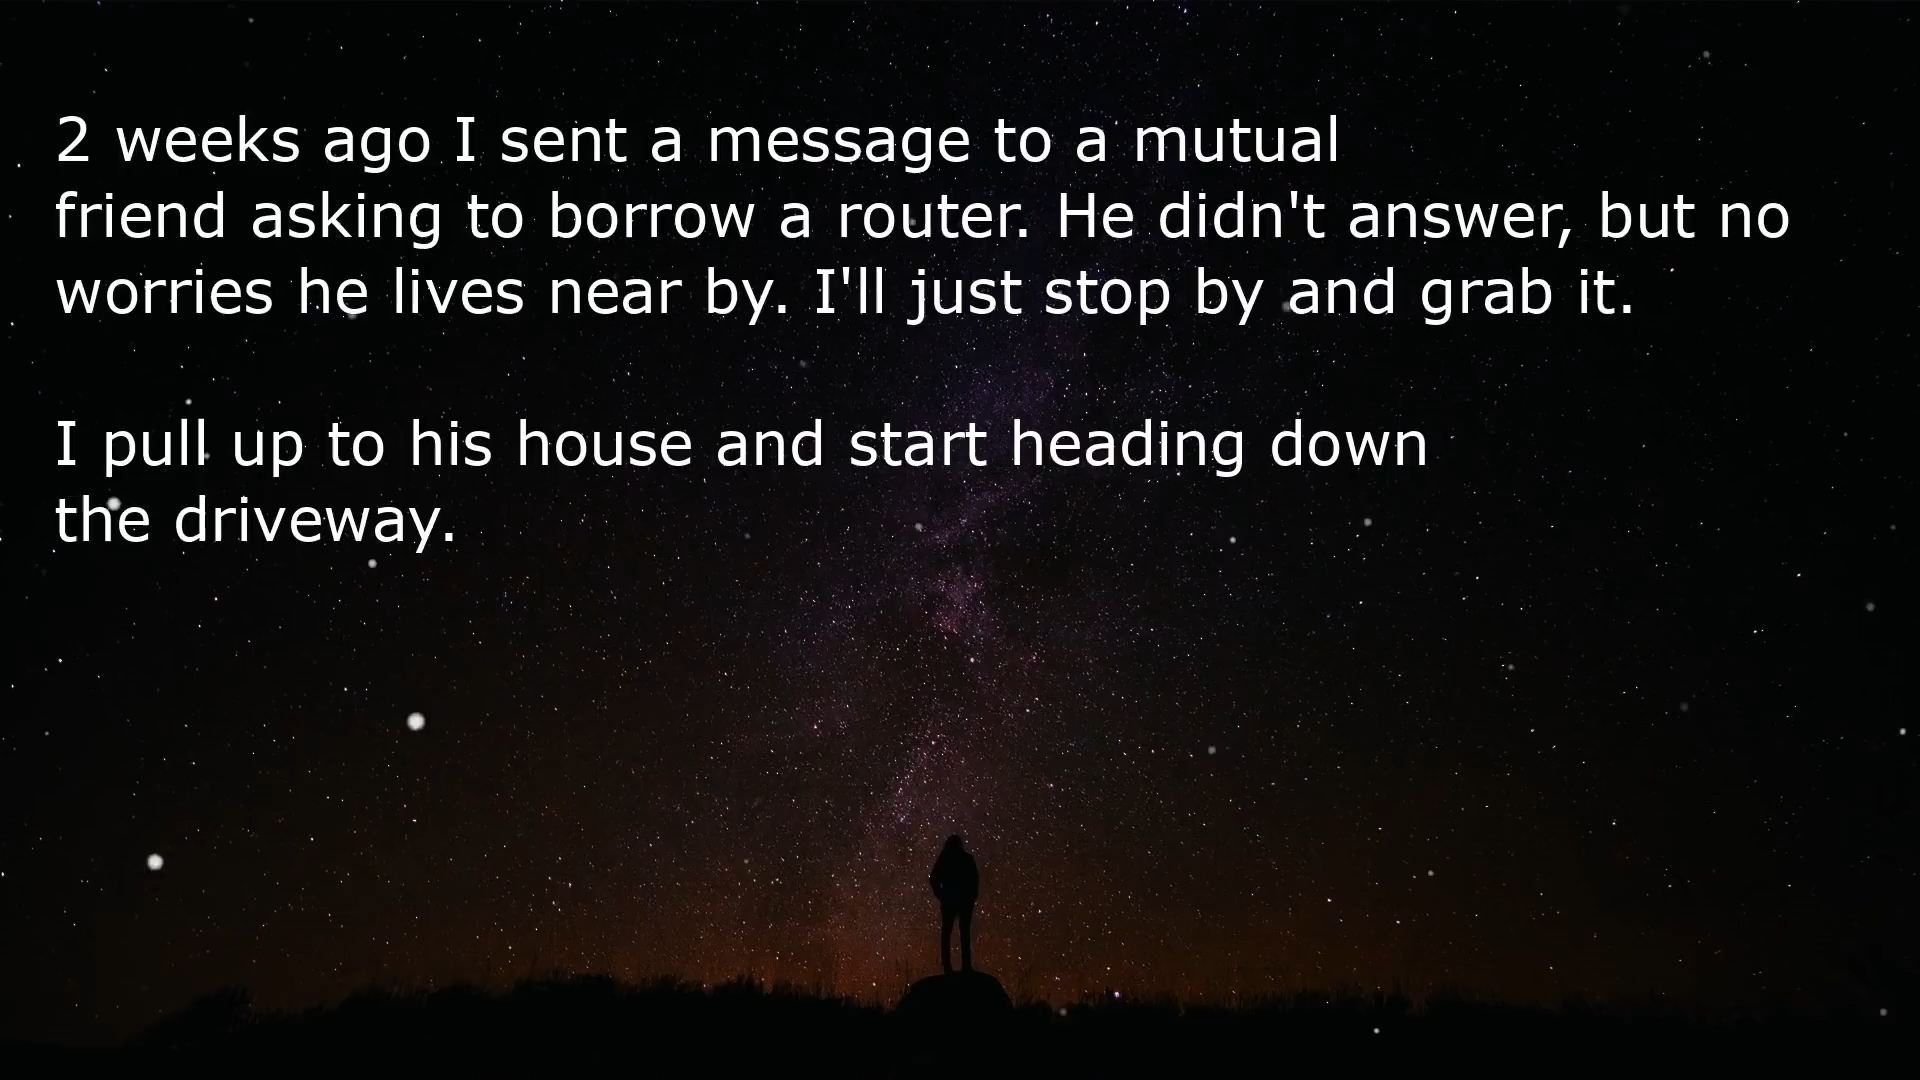 2 weeks ago I sent a message to a mutual
friend asking to borrow a router. He didn't answer, but no
worries he lives near by. I'll just stop by and grab it.
I pull up to his house and start heading down
the driveway.